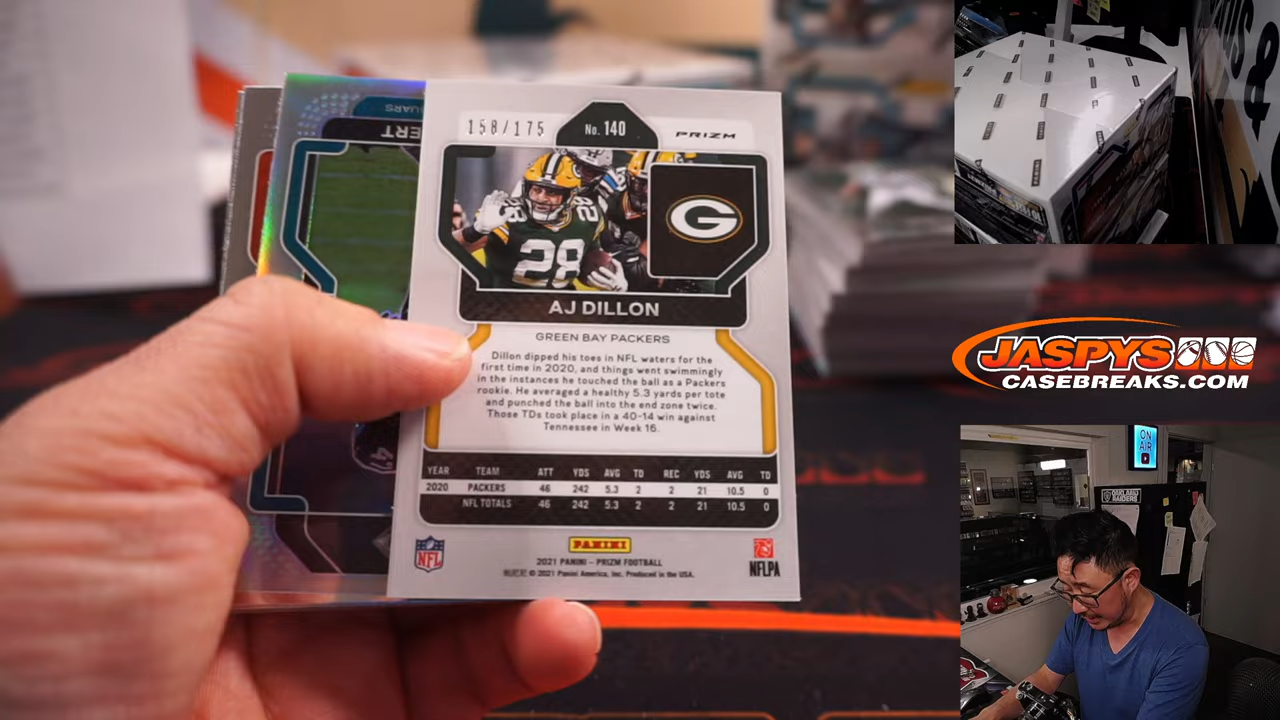 158/175
No. 140
PRIZM
28
28
G
AJ DILLON
GREEN BAY PACKERS
Dillon dipped his toes in NFL waters for the
first time in 2020, and things went swimmingly
in the instances he touched the ball as a Packers
rookie. He averaged a healthy 5.3 yards per tote
and punched the ball into the end zone twice.
Those TDs took place in a 40-14 win against
Tennessee in Week 16.
YEAR TEAM ATT YDS AVG TD REC YDS AVG TD
2020 PACKERS 46 242 5.3 2 2 21 10.5 0
NFL TOTALS 46 242 5.3 2 2 21 10.5 0
NFL
PANINI
NFLPA
2021 PANINI – PRIZM FOOTBALL
© 2021 Panini America, Inc. Produced in the USA.
ERT
JASPYS
CASEBREAKS.COM
ON
AIR
OAKLAND
RAIDERS